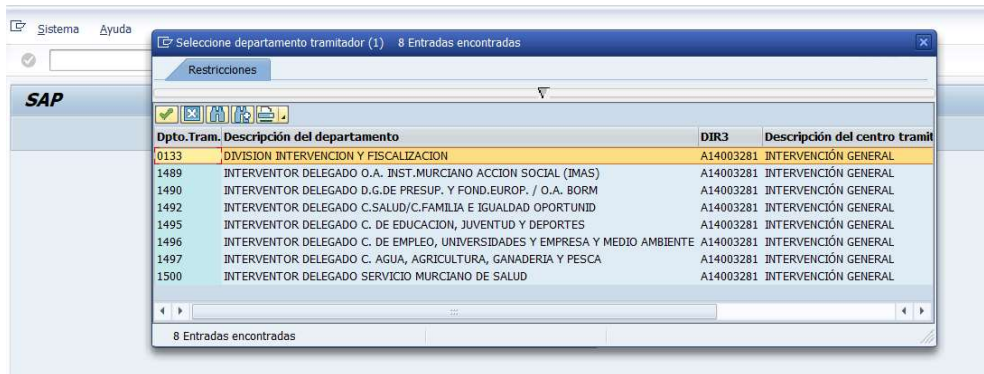 Sistema Ayuda
Seleccione departamento tramitador (1) 8 Entradas encontradas
Restricciones
SAP
Dpto.Tram. Descripción del departamento DIR3 Descripción del centro tramit
0133 DIVISION INTERVENCION Y FISCALIZACION A14003281 INTERVENCIÓN GENERAL
1489 INTERVENTOR DELEGADO O.A. INST.MURCIANO ACCION SOCIAL (IMAS) A14003281 INTERVENCIÓN GENERAL
1490 INTERVENTOR DELEGADO D.G.DE PRESUP. Y FOND.EUROP. / O.A. BORM A14003281 INTERVENCIÓN GENERAL
1492 INTERVENTOR DELEGADO C.SALUD/C.FAMILIA E IGUALDAD OPORTUNID A14003281 INTERVENCIÓN GENERAL
1495 INTERVENTOR DELEGADO C. DE EDUCACION, JUVENTUD Y DEPORTES A14003281 INTERVENCIÓN GENERAL
1496 INTERVENTOR DELEGADO C. DE EMPLEO, UNIVERSIDADES Y EMPRESA Y MEDIO AMBIENTE A14003281 INTERVENCIÓN GENERAL
1497 INTERVENTOR DELEGADO C. AGUA, AGRICULTURA, GANADERIA Y PESCA A14003281 INTERVENCIÓN GENERAL
1500 INTERVENTOR DELEGADO SERVICIO MURCIANO DE SALUD A14003281 INTERVENCIÓN GENERAL
8 Entradas encontradas